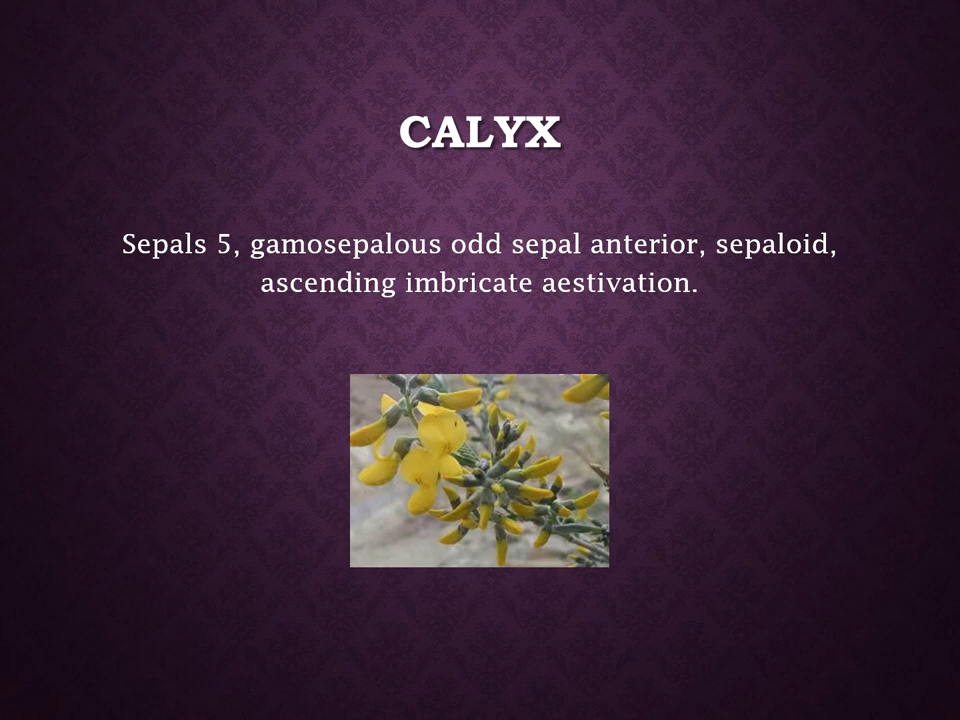 CALYX
Sepals 5, gamosepalous odd sepal anterior, sepaloid,
ascending imbricate aestivation.